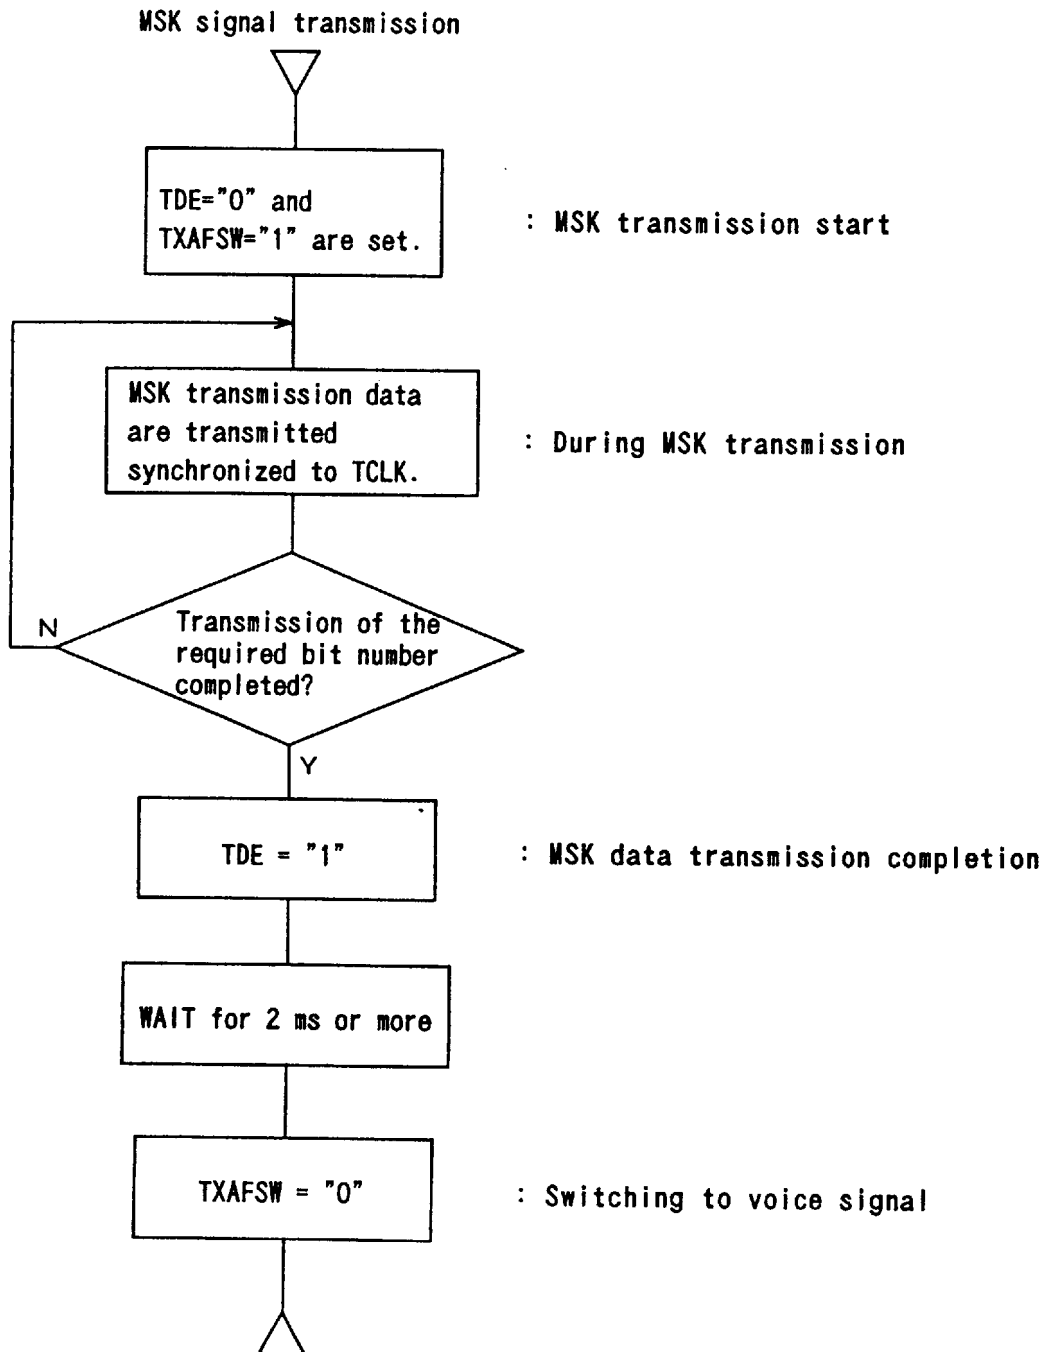 MSK signal transmission
TDE="0" and
TXAFSW="1" are set.
: MSK transmission start
MSK transmission data
are transmitted
synchronized to TCLK.
: During MSK transmission
N
Transmission of the
required bit number
completed?
Y
TDE = "1"
: MSK data transmission completion
WAIT for 2 ms or more
TXAFSW = "0"
: Switching to voice signal